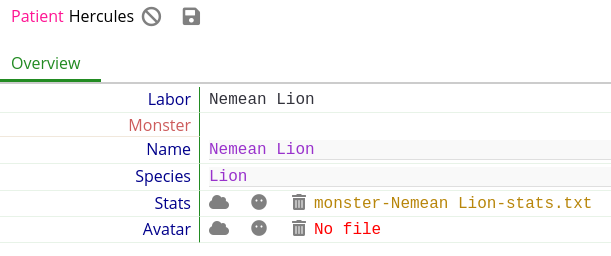 Patient Hercules
Overview
Labor Nemean Lion
Monster
Name Nemean Lion
Species Lion
Stats monster-Nemean Lion-stats.txt
Avatar No file